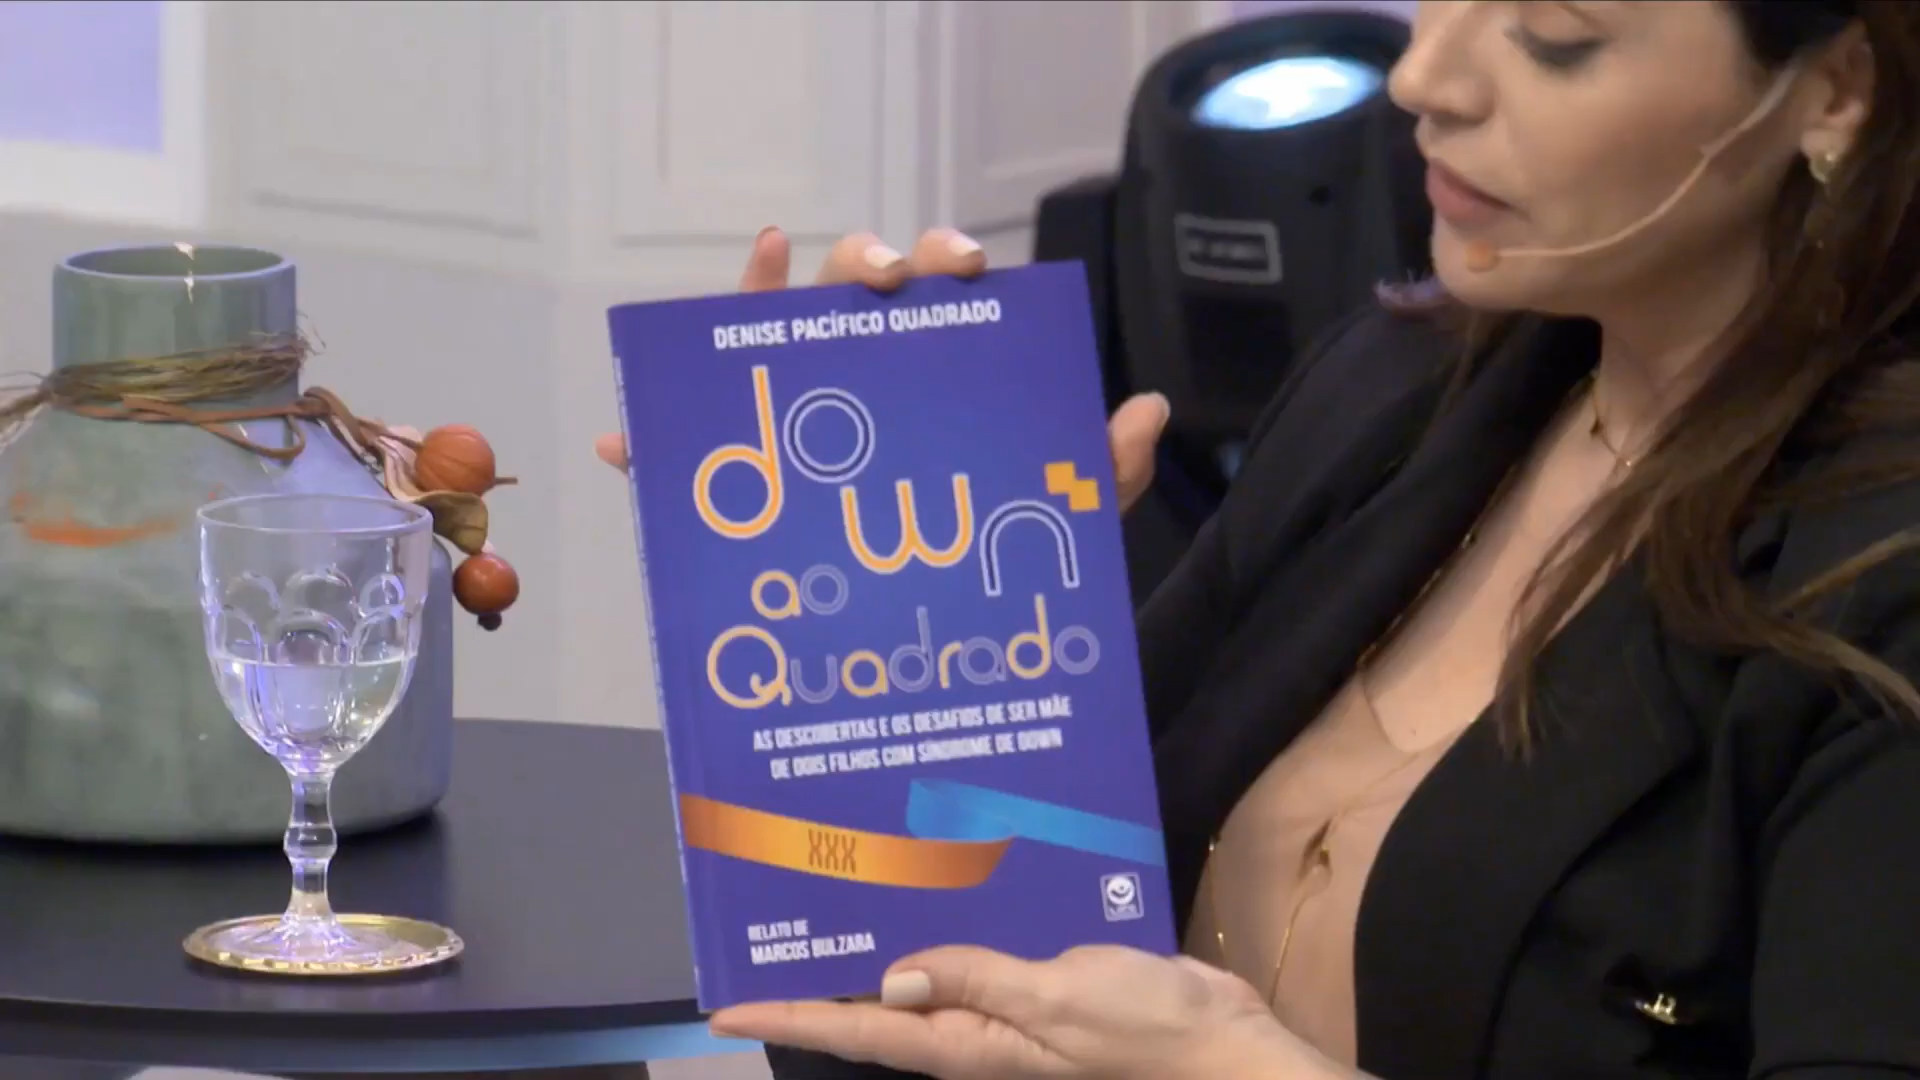 DENISE PACÍFICO QUADRADO
down
ao
Quadrado
AS DESCOBERTAS E OS DESAFIOS DE SER MÃE
DE DOIS FILHOS COM SÍNDROME DE DOWN
XXX
RELATO DE
MARCOS BULZARA